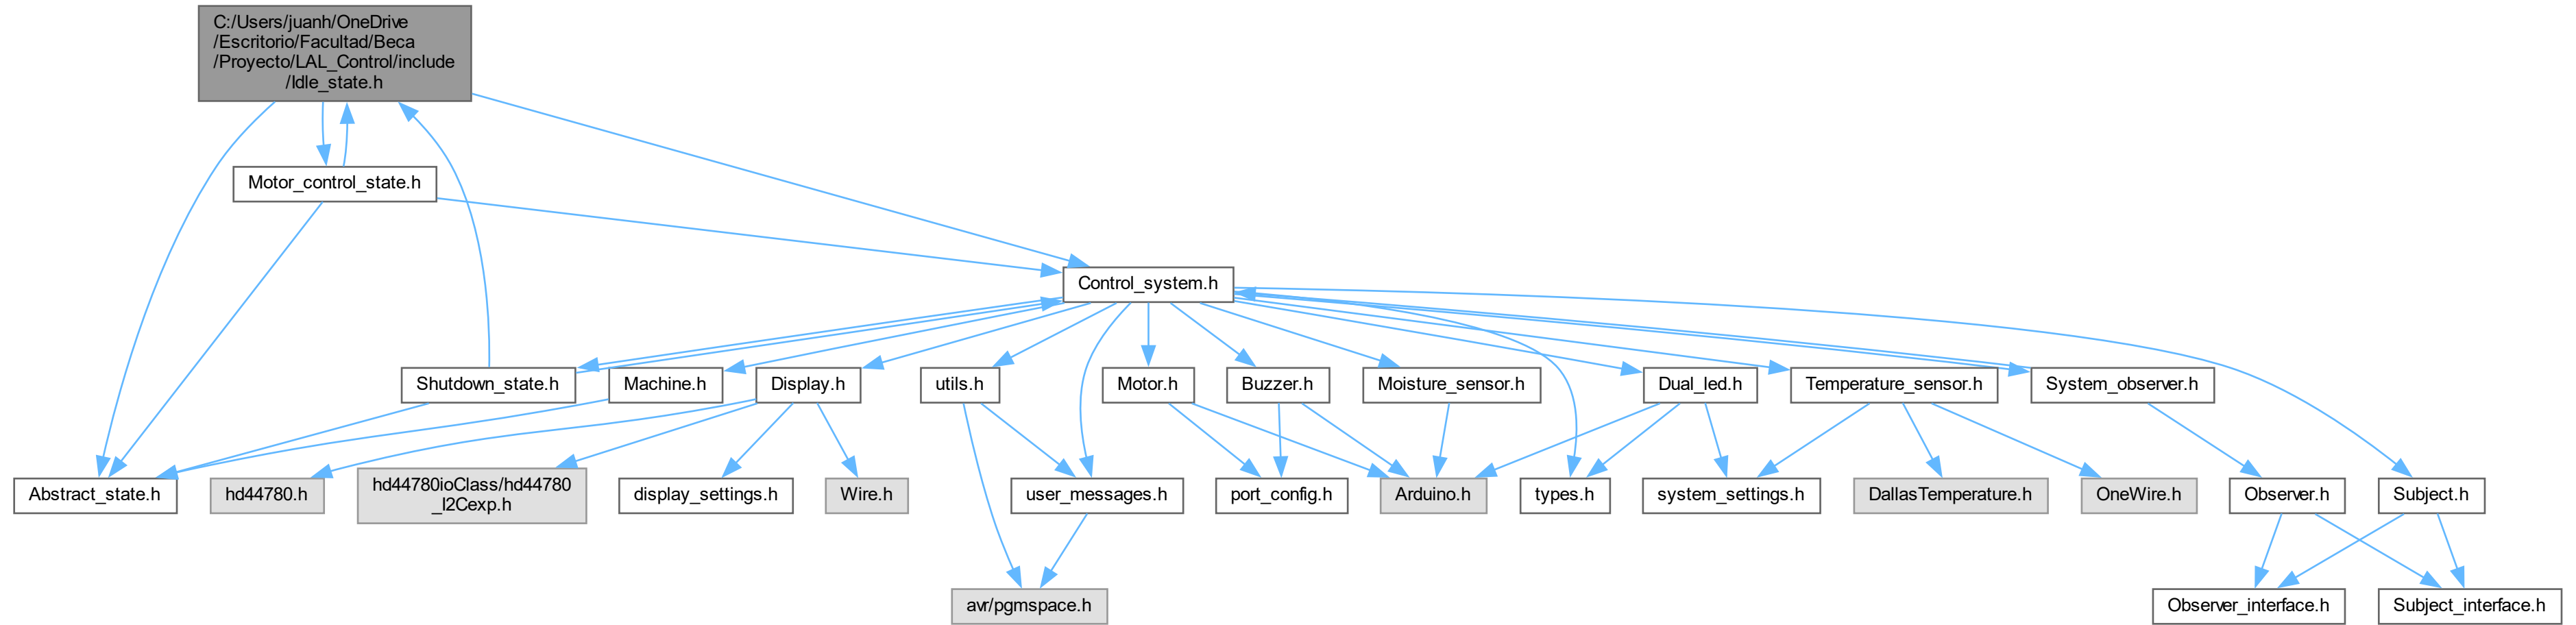 C:/Users/juanh/OneDrive
/Escritorio/Facultad/Beca
/Proyecto/LAL_Control/include
/Idle_state.h
Motor_control_state.h
Control_system.h
Shutdown_state.h
Machine.h
Display.h
utils.h
Motor.h
Buzzer.h
Moisture_sensor.h
Dual_led.h
Temperature_sensor.h
System_observer.h
Abstract_state.h
hd44780.h
hd44780ioClass/hd44780
_I2Cexp.h
display_settings.h
Wire.h
user_messages.h
port_config.h
Arduino.h
types.h
system_settings.h
DallasTemperature.h
OneWire.h
Observer.h
Subject.h
avr/pgmspace.h
Observer_interface.h
Subject_interface.h